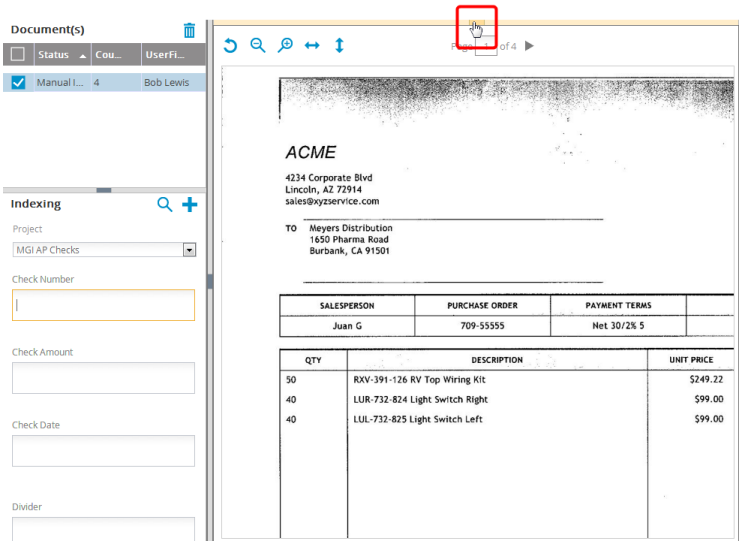 Document(s)
Status Cou... UserFi...
Manual I... 4 Bob Lewis
Indexing
Project
MGI AP Checks
Check Number
Check Amount
Check Date
Divider
Page 1 of 4
ACME
4234 Corporate Blvd
Lincoln, AZ 72914
sales@xyzservice.com
TO Meyers Distribution
1650 Pharma Road
Burbank, CA 91501
SALESPERSON PURCHASE ORDER PAYMENT TERMS
Juan G 709-55555 Net 30/2% 5
QTY DESCRIPTION UNIT PRICE
50 RXV-391-126 RV Top Wiring Kit $249.22
40 LUR-732-824 Light Switch Right $99.00
40 LUL-732-825 Light Switch Left $99.00